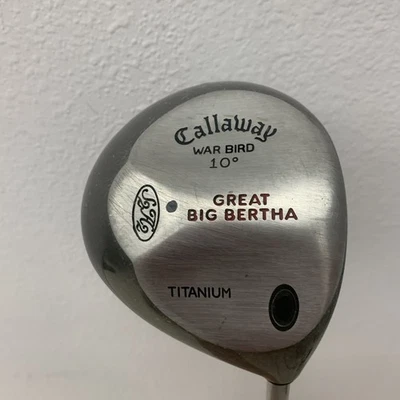 Callaway
WAR BIRD
10°
GREAT
BIG BERTHA
TITANIUM